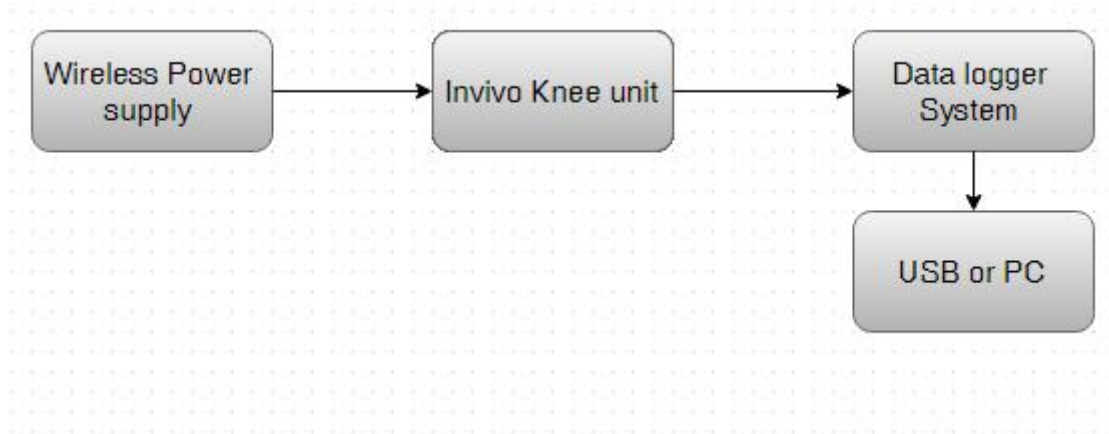 Wireless Power
supply
Invivo Knee unit
Data logger
System
USB or PC